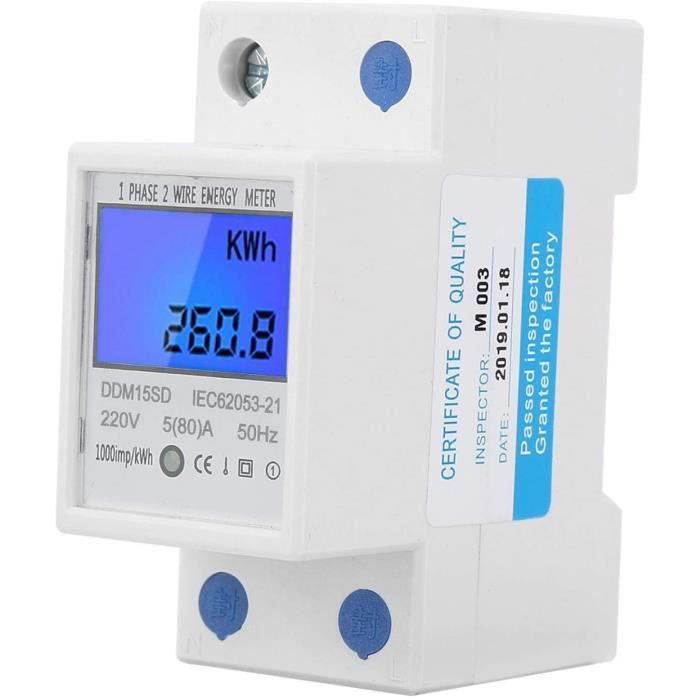 N L
1 PHASE 2 WIRE ENERGY METER
KWh
260.8
DDM15SD IEC62053-21
220V 5(80)A 50Hz
1000imp/kWh CE 1
N L
CERTIFICATE OF QUALITY
INSPECTOR: M 003
DATE: 2019.01.18
Passed inspection
Granted the factory